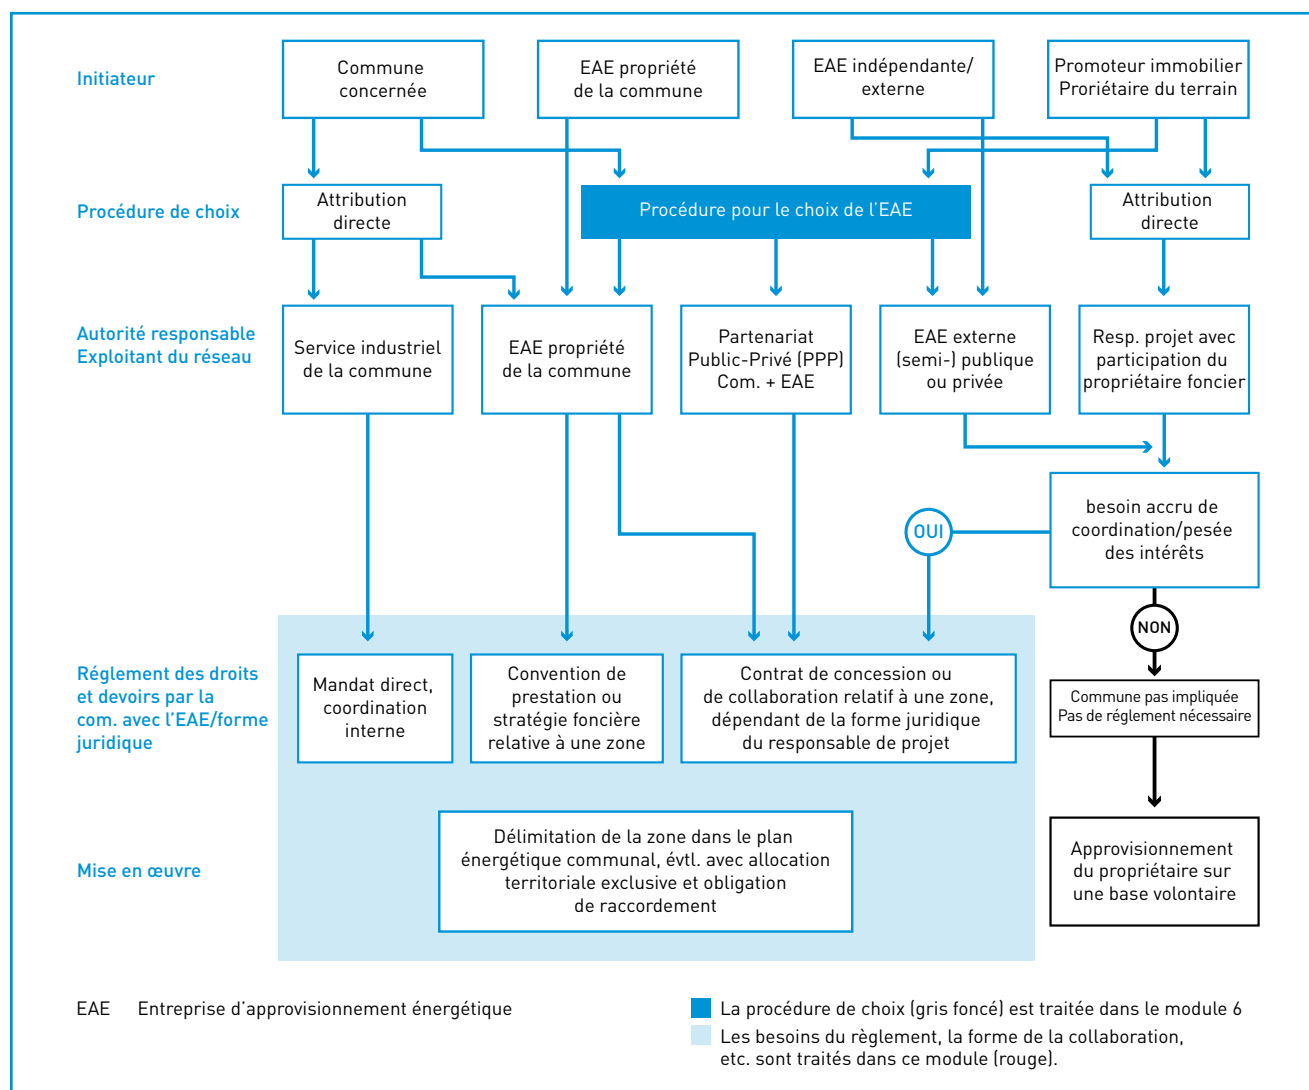 Initiateur
Commune
concernée
EAE propriété
de la commune
EAE indépendante/
externe
Promoteur immobilier
Proriétaire du terrain
Procédure de choix
Attribution
directe
Procédure pour le choix de l'EAE
Attribution
directe
Autorité responsable
Exploitant du réseau
Service industriel
de la commune
EAE propriété
de la commune
Partenariat
Public-Privé (PPP)
Com. + EAE
EAE externe
(semi-) publique
ou privée
Resp. projet avec
participation du
propriétaire foncier
besoin accru de
coordination/pesée
des intérêts
OUI
NON
Réglement des droits
et devoirs par la
com. avec l'EAE/forme
juridique
Mandat direct,
coordination
interne
Convention de
prestation ou
stratégie foncière
relative à une zone
Contrat de concession ou
de collaboration relatif à une zone,
dépendant de la forme juridique
du responsable de projet
Commune pas impliquée
Pas de réglement nécessaire
Mise en œuvre
Délimitation de la zone dans le plan
énergétique communal, évtl. avec allocation
territoriale exclusive et obligation
de raccordement
Approvisionnement
du propriétaire sur
une base volontaire
EAE Entreprise d'approvisionnement énergétique
La procédure de choix (gris foncé) est traitée dans le module 6
Les besoins du règlement, la forme de la collaboration,
etc. sont traités dans ce module (rouge).